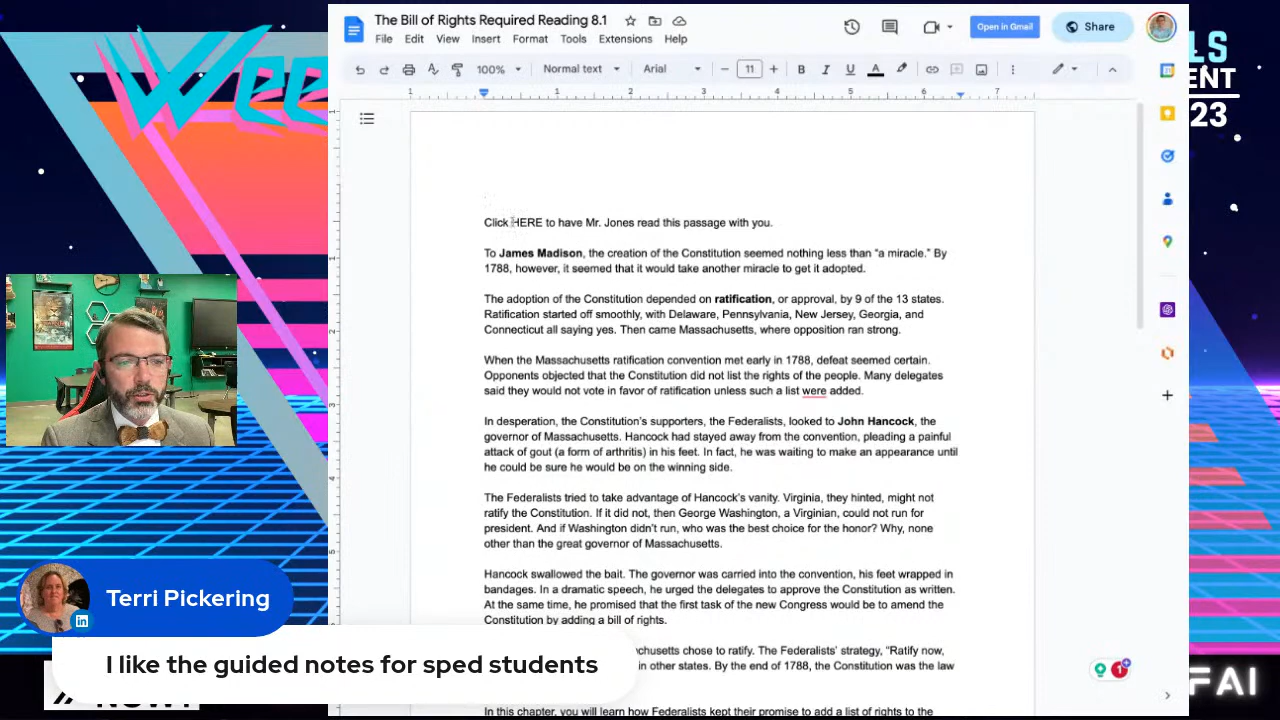 The Bill of Rights Required Reading 8.1
File Edit View Insert Format Tools Extensions Help
Open in Gmail
Share
100% Normal text Arial 11
1 1 2 3 4 5 6 7
Click HERE to have Mr. Jones read this passage with you.
To James Madison, the creation of the Constitution seemed nothing less than “a miracle.” By
1788, however, it seemed that it would take another miracle to get it adopted.
The adoption of the Constitution depended on ratification, or approval, by 9 of the 13 states.
Ratification started off smoothly, with Delaware, Pennsylvania, New Jersey, Georgia, and
Connecticut all saying yes. Then came Massachusetts, where opposition ran strong.
When the Massachusetts ratification convention met early in 1788, defeat seemed certain.
Opponents objected that the Constitution did not list the rights of the people. Many delegates
said they would not vote in favor of ratification unless such a list were added.
In desperation, the Constitution’s supporters, the Federalists, looked to John Hancock, the
governor of Massachusetts. Hancock had stayed away from the convention, pleading a painful
attack of gout (a form of arthritis) in his feet. In fact, he was waiting to make an appearance until
he could be sure he would be on the winning side.
The Federalists tried to take advantage of Hancock’s vanity. Virginia, they hinted, might not
ratify the Constitution. If it did not, then George Washington, a Virginian, could not run for
president. And if Washington didn’t run, who was the best choice for the honor? Why, none
other than the great governor of Massachusetts.
Hancock swallowed the bait. The governor was carried into the convention, his feet wrapped in
bandages. In a dramatic speech, he urged the delegates to approve the Constitution as written.
At the same time, he promised that the first task of the new Congress would be to amend the
Constitution by adding a bill of rights.
achusetts chose to ratify. The Federalists’ strategy, “Ratify now,
in other states. By the end of 1788, the Constitution was the law
In this chapter, you will learn how Federalists kept their promise to add a list of rights to the
Wee
LS
ENT
23
Terri Pickering
in
I like the guided notes for sped students
FAI
1